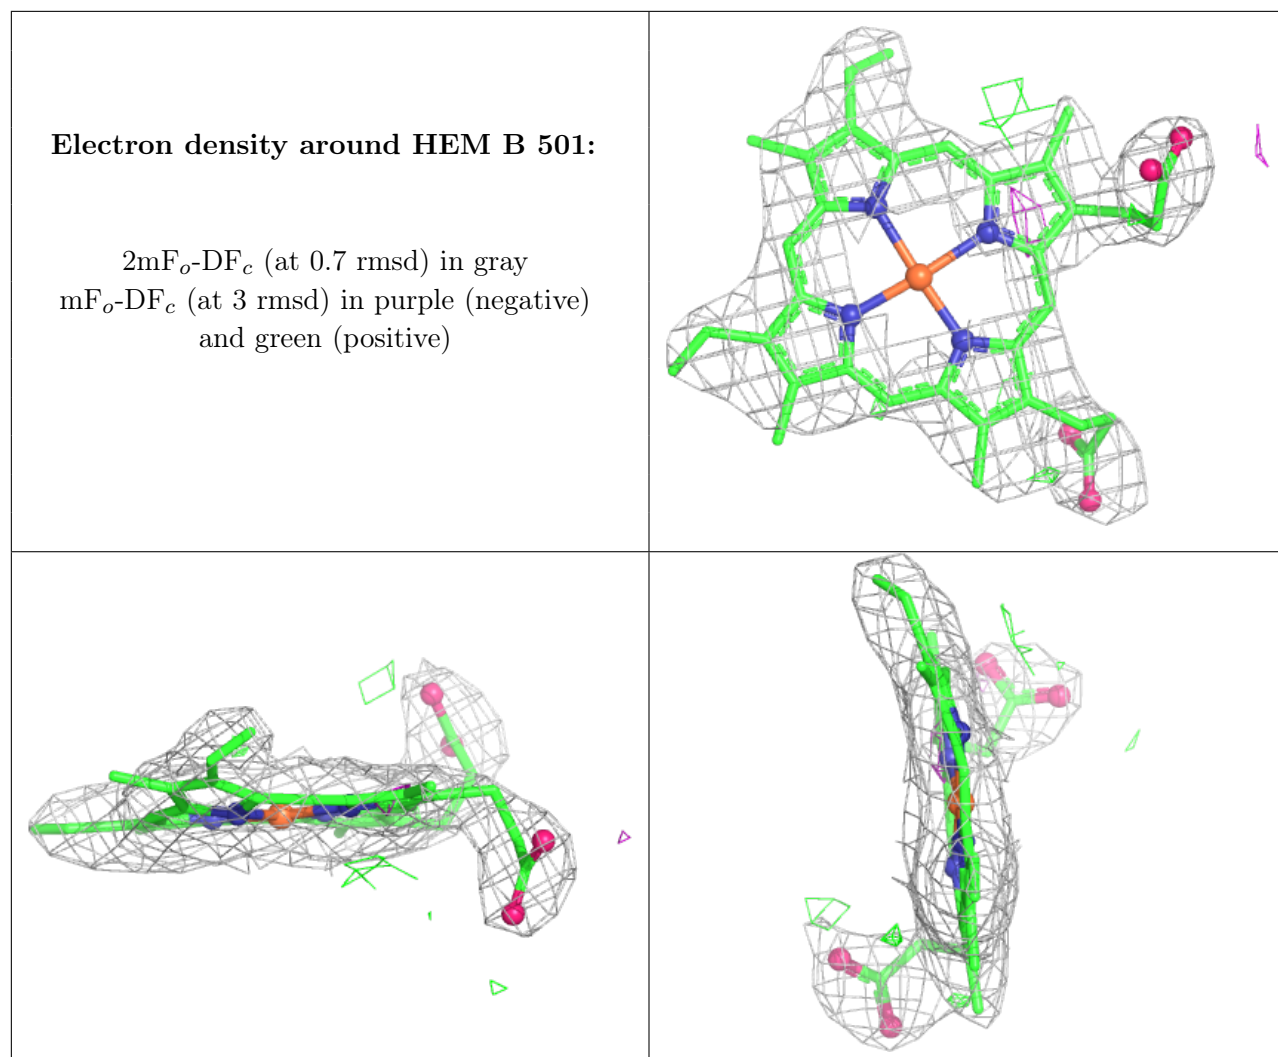 Electron density around HEM B 501:
2mFo-DFc (at 0.7 rmsd) in gray
mFo-DFc (at 3 rmsd) in purple (negative)
and green (positive)